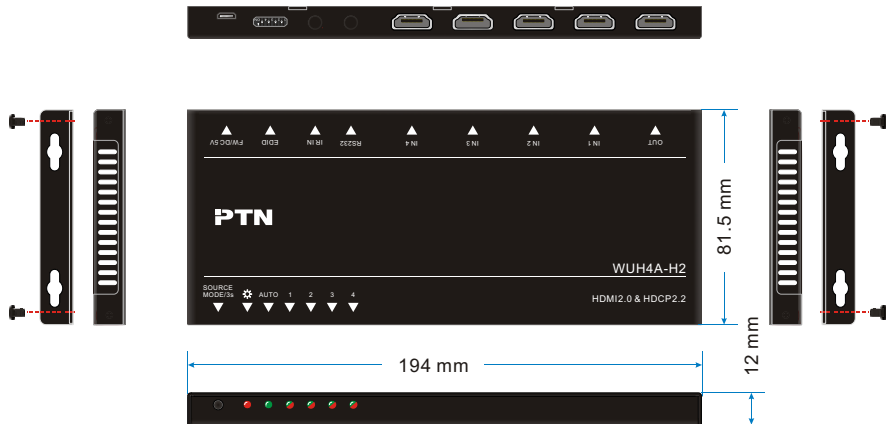 FW/DC 5V EDID IR IN RS232 IN 4 IN 3 IN 2 IN 1 OUT
PTN
81.5 mm
WUH4A-H2
SOURCE
MODE/3s AUTO 1 2 3 4
HDMI2.0 & HDCP2.2
194 mm
12 mm